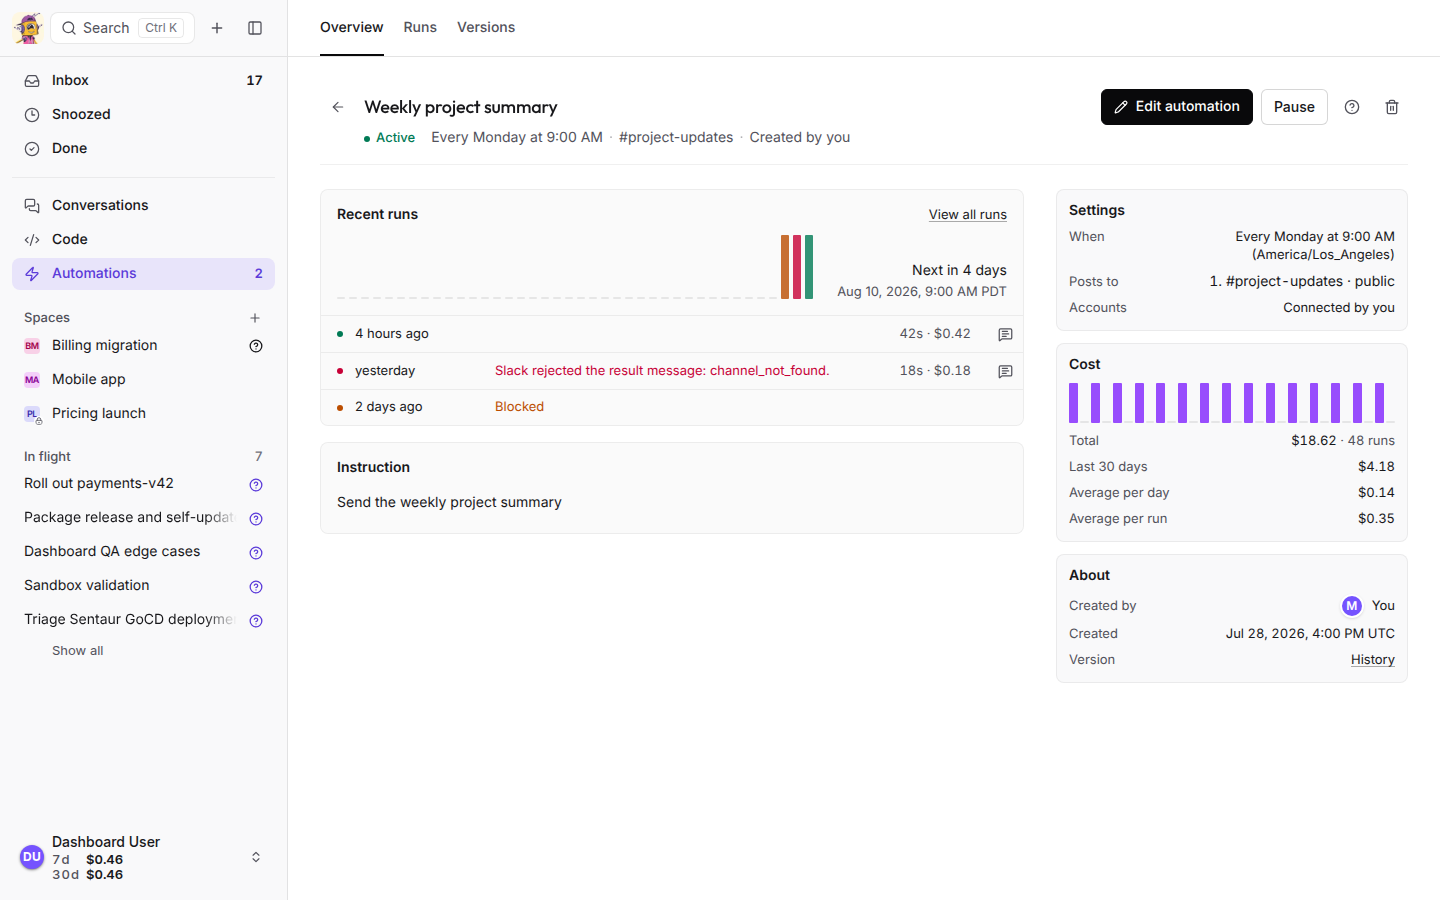 Search Ctrl K
Inbox 17
Snoozed
Done
Conversations
Code
Automations 2
Spaces
BM Billing migration
MA Mobile app
PL Pricing launch
In flight 7
Roll out payments-v42
Package release and self-updat
Dashboard QA edge cases
Sandbox validation
Triage Sentaur GoCD deployme
Show all
DU Dashboard User
7d $0.46
30d $0.46
Overview Runs Versions
Weekly project summary
Active Every Monday at 9:00 AM · #project-updates · Created by you
Edit automation Pause
Recent runs View all runs
Next in 4 days
Aug 10, 2026, 9:00 AM PDT
4 hours ago 42s · $0.42
yesterday Slack rejected the result message: channel_not_found. 18s · $0.18
2 days ago Blocked
Instruction
Send the weekly project summary
Settings
When Every Monday at 9:00 AM
(America/Los_Angeles)
Posts to 1. #project-updates · public
Accounts Connected by you
Cost
Total $18.62 · 48 runs
Last 30 days $4.18
Average per day $0.14
Average per run $0.35
About
Created by M You
Created Jul 28, 2026, 4:00 PM UTC
Version History